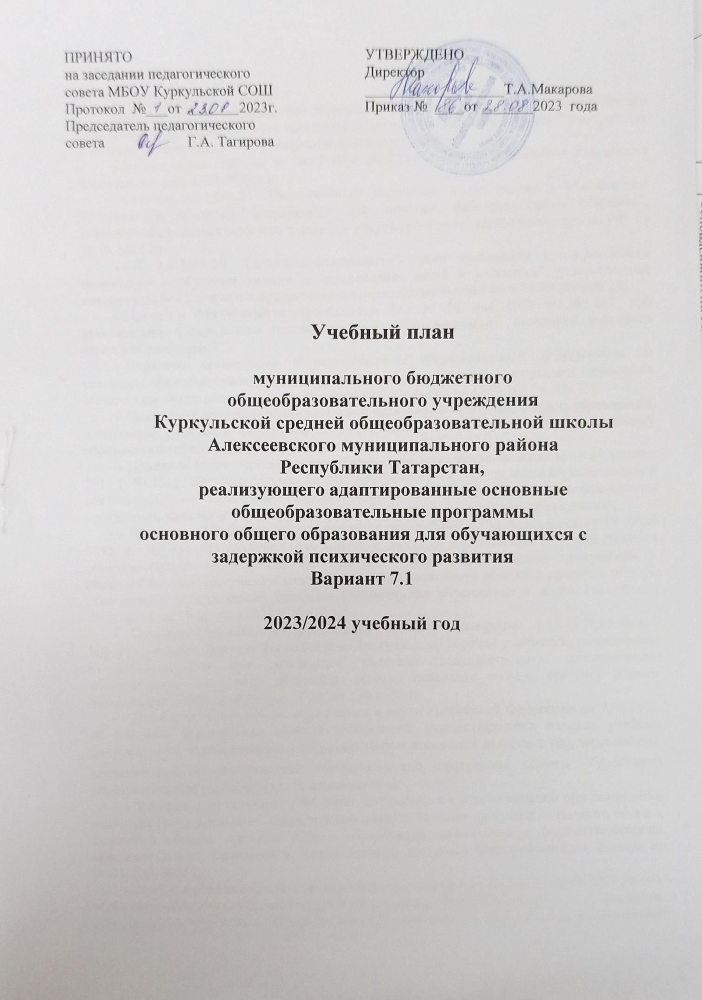 ПРИНЯТО
на заседании педагогического
совета МБОУ Куркульской СОШ
Протокол № 1 от 23.08 2023г.
Председатель педагогического
совета Г.А. Тагирова
УТВЕРЖДЕНО
Директор
Т.А.Макарова
Приказ № 186 от 28.08 2023 года
Учебный план
муниципального бюджетного
общеобразовательного учреждения
Куркульской средней общеобразовательной школы
Алексеевского муниципального района
Республики Татарстан,
реализующего адаптированные основные
общеобразовательные программы
основного общего образования для обучающихся с
задержкой психического развития
Вариант 7.1
2023/2024 учебный год